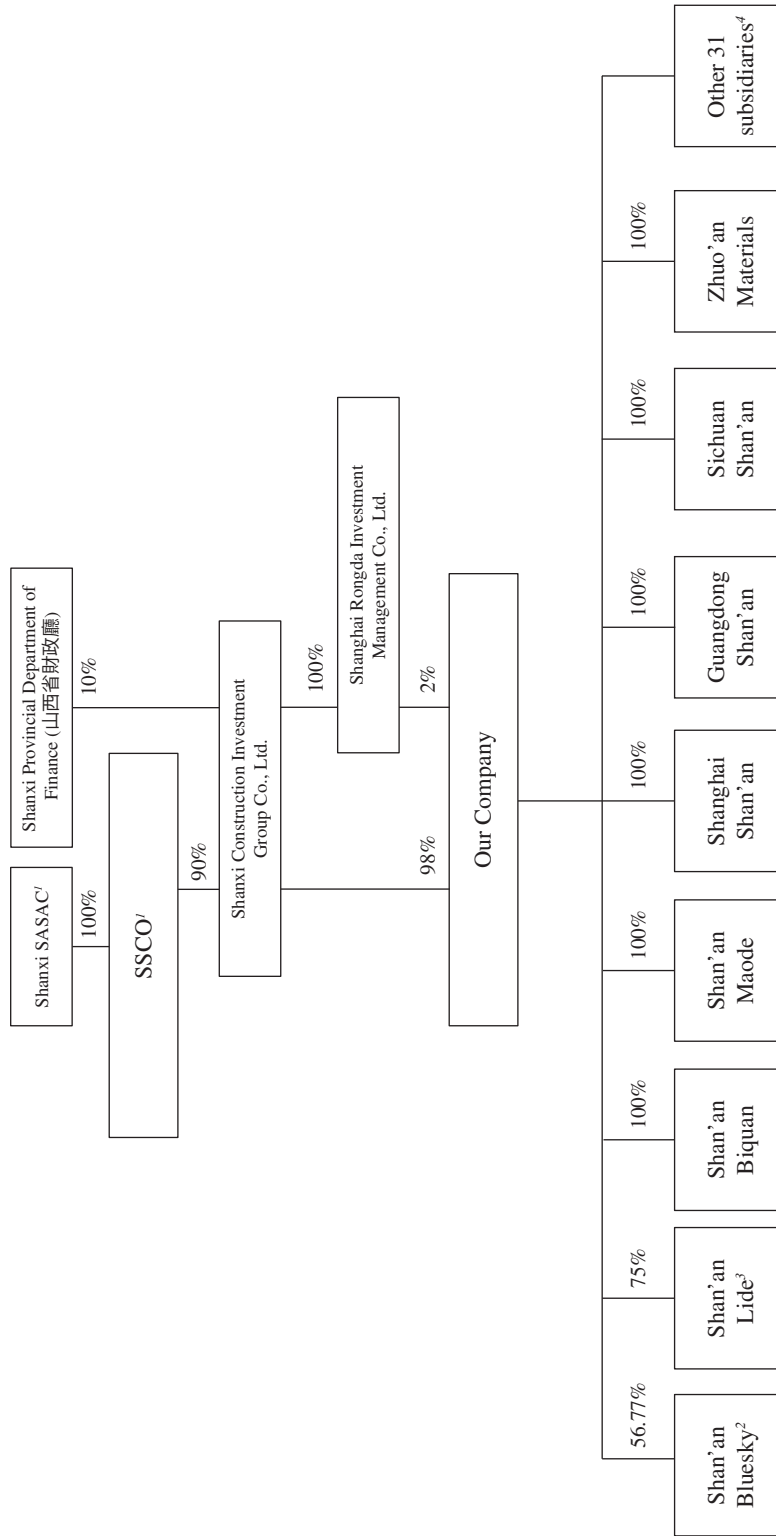 Shanxi SASAC¹
Shanxi Provincial Department of
Finance (山西省財政廳)
100%
10%
SSCO¹
90%
Shanxi Construction Investment
Group Co., Ltd.
100%
Shanghai Rongda Investment
Management Co., Ltd.
98%
2%
Our Company
56.77%
75%
100%
100%
100%
100%
100%
100%
Shan’an
Bluesky²
Shan’an
Lide³
Shan’an
Biquan
Shan’an
Maode
Shanghai
Shan’an
Guangdong
Shan’an
Sichuan
Shan’an
Zhuo’an
Materials
Other 31
subsidiaries⁴